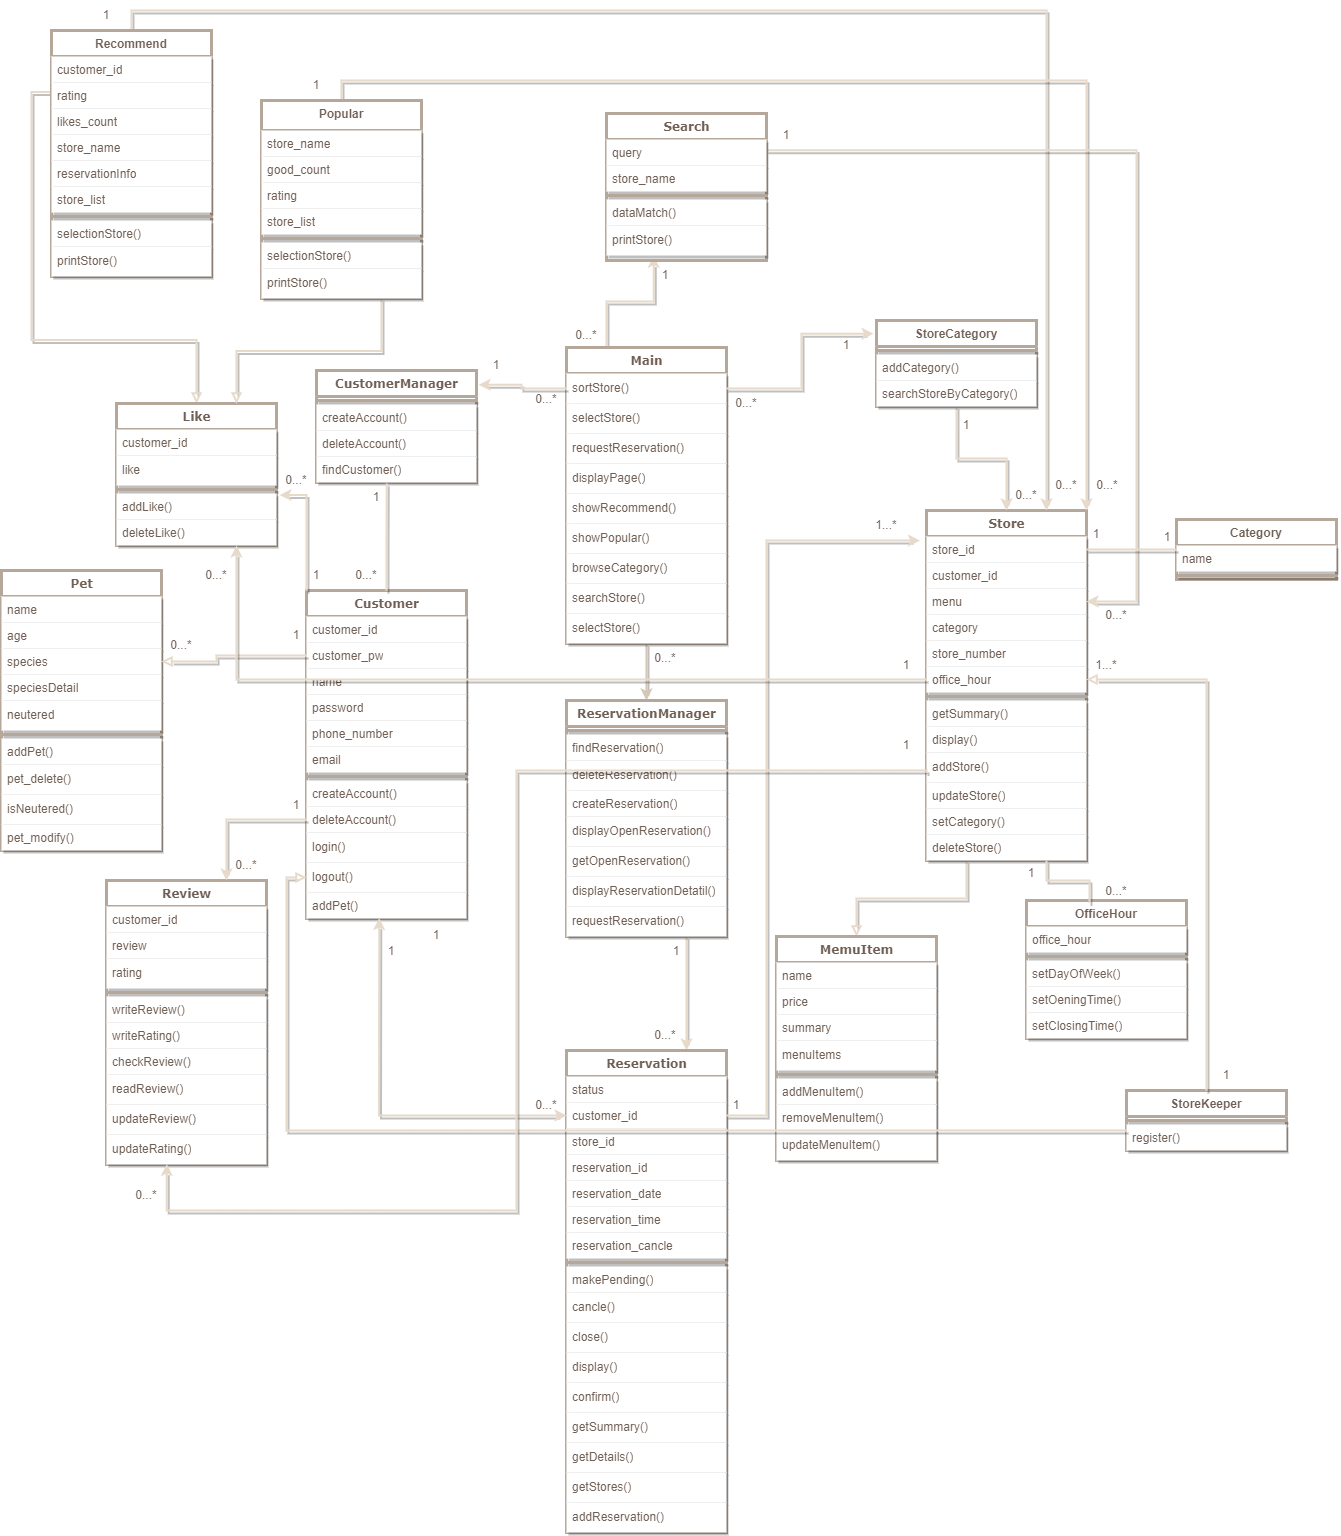 1
Recommend
customer_id
rating
likes_count
store_name
reservationInfo
store_list
selectionStore()
printStore()
1
Popular
store_name
good_count
rating
store_list
selectionStore()
printStore()
Search
query
store_name
dataMatch()
printStore()
1
1
0...*
Main
sortStore()
selectStore()
requestReservation()
displayPage()
showRecommend()
showPopular()
browseCategory()
searchStore()
selectStore()
1
0...*
0...*
1
StoreCategory
addCategory()
searchStoreByCategory()
1
0...*
0...*
0...*
CustomerManager
createAccount()
deleteAccount()
findCustomer()
1
0...*
Like
customer_id
like
addLike()
deleteLike()
0...*
1
0...*
Pet
name
age
species
speciesDetail
neutered
addPet()
pet_delete()
isNeutered()
pet_modify()
0...*
1
Customer
customer_id
customer_pw
name
password
phone_number
email
createAccount()
deleteAccount()
login()
logout()
addPet()
1
0...*
1
1
Store
store_id
customer_id
menu
category
store_number
office_hour
getSummary()
display()
addStore()
updateStore()
setCategory()
deleteStore()
1...*
1
1
Category
name
0...*
1...*
1
1
0...*
ReservationManager
findReservation()
deleteReservation()
createReservation()
displayOpenReservation()
getOpenReservation()
displayReservationDetatil()
requestReservation()
1
0...*
Review
customer_id
review
rating
writeReview()
writeRating()
checkReview()
readReview()
updateReview()
updateRating()
0...*
1
0...*
OfficeHour
office_hour
setDayOfWeek()
setOeningTime()
setClosingTime()
MemuItem
name
price
summary
menuItems
addMenuItem()
removeMenuItem()
updateMenuItem()
1
StoreKeeper
register()
0...*
1
Reservation
status
customer_id
store_id
reservation_id
reservation_date
reservation_time
reservation_cancle
makePending()
cancle()
close()
display()
confirm()
getSummary()
getDetails()
getStores()
addReservation()